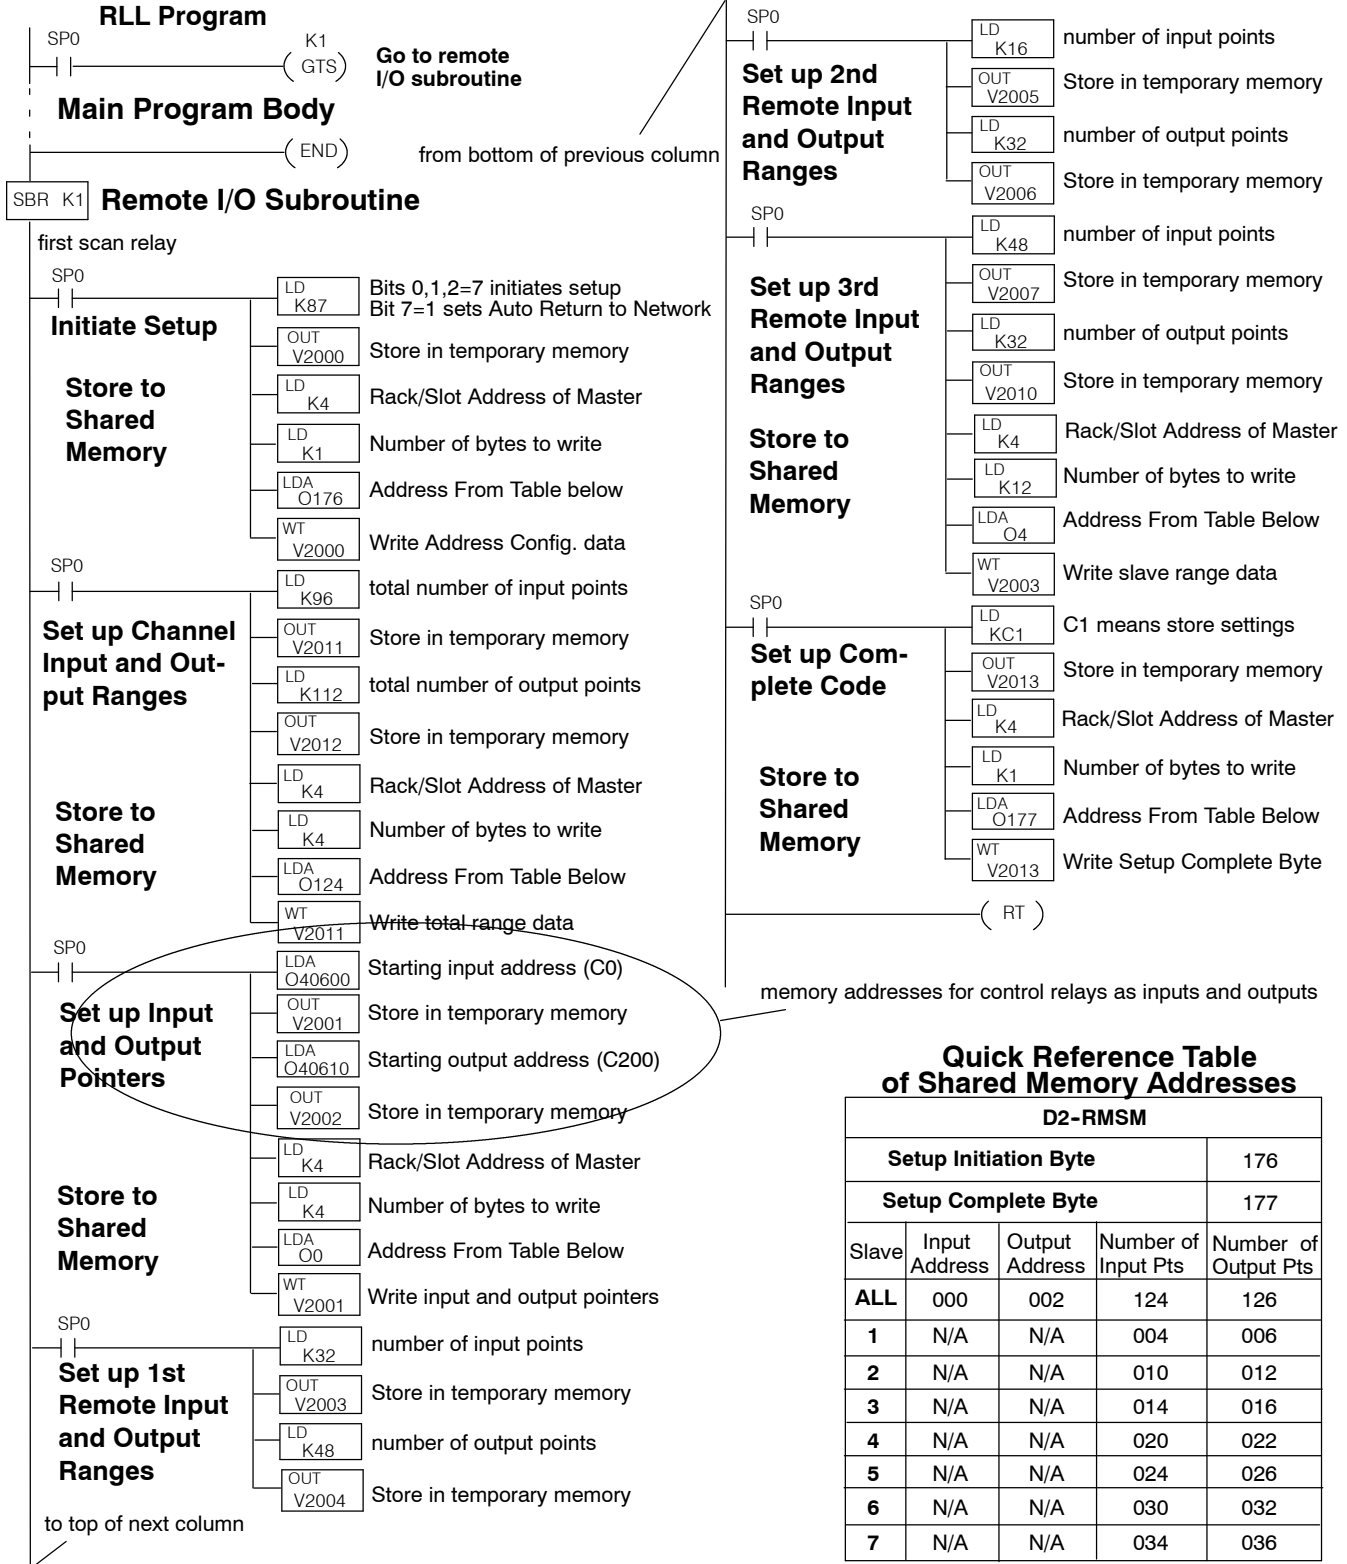 RLL Program
SP0
K1
GTS
Go to remote
I/O subroutine
Main Program Body
END
SBR K1
Remote I/O Subroutine
first scan relay
SP0
Initiate Setup
LD
K87
Bits 0,1,2=7 initiates setup
Bit 7=1 sets Auto Return to Network
OUT
V2000
Store in temporary memory
Store to
Shared
Memory
LD
K4
Rack/Slot Address of Master
LD
K1
Number of bytes to write
LDA
O176
Address From Table below
WT
V2000
Write Address Config. data
SP0
Set up Channel
Input and Out-
put Ranges
LD
K96
total number of input points
OUT
V2011
Store in temporary memory
LD
K112
total number of output points
OUT
V2012
Store in temporary memory
Store to
Shared
Memory
LD
K4
Rack/Slot Address of Master
LD
K4
Number of bytes to write
LDA
O124
Address From Table Below
WT
V2011
Write total range data
SP0
Set up Input
and Output
Pointers
LDA
O40600
Starting input address (C0)
OUT
V2001
Store in temporary memory
LDA
O40610
Starting output address (C200)
OUT
V2002
Store in temporary memory
Store to
Shared
Memory
LD
K4
Rack/Slot Address of Master
LD
K4
Number of bytes to write
LDA
O0
Address From Table Below
WT
V2001
Write input and output pointers
SP0
Set up 1st
Remote Input
and Output
Ranges
LD
K32
number of input points
OUT
V2003
Store in temporary memory
LD
K48
number of output points
OUT
V2004
Store in temporary memory
to top of next column
from bottom of previous column
SP0
Set up 2nd
Remote Input
and Output
Ranges
LD
K16
number of input points
OUT
V2005
Store in temporary memory
LD
K32
number of output points
OUT
V2006
Store in temporary memory
SP0
Set up 3rd
Remote Input
and Output
Ranges
LD
K48
number of input points
OUT
V2007
Store in temporary memory
LD
K32
number of output points
OUT
V2010
Store in temporary memory
Store to
Shared
Memory
LD
K4
Rack/Slot Address of Master
LD
K12
Number of bytes to write
LDA
O4
Address From Table Below
WT
V2003
Write slave range data
SP0
Set up Com-
plete Code
LD
KC1
C1 means store settings
OUT
V2013
Store in temporary memory
LD
K4
Rack/Slot Address of Master
Store to
Shared
Memory
LD
K1
Number of bytes to write
LDA
O177
Address From Table Below
WT
V2013
Write Setup Complete Byte
RT
memory addresses for control relays as inputs and outputs
Quick Reference Table
of Shared Memory Addresses
D2-RMSM
Setup Initiation Byte 176
Setup Complete Byte 177
Slave Input Address Output Address Number of Input Pts Number of Output Pts
ALL 000 002 124 126
1 N/A N/A 004 006
2 N/A N/A 010 012
3 N/A N/A 014 016
4 N/A N/A 020 022
5 N/A N/A 024 026
6 N/A N/A 030 032
7 N/A N/A 034 036